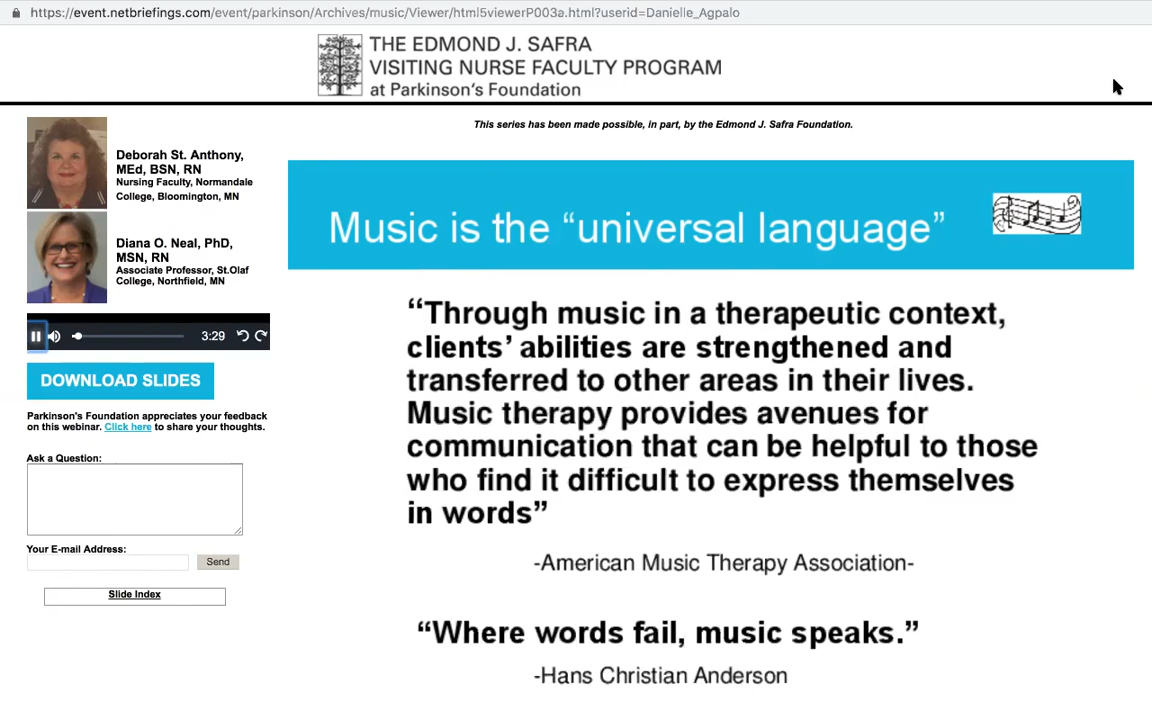 https://event.netbriefings.com/event/parkinson/Archives/music/Viewer/html5viewerP003a.html?userid=Danielle_Agpalo
THE EDMOND J. SAFRA
VISITING NURSE FACULTY PROGRAM
at Parkinson's Foundation
This series has been made possible, in part, by the Edmond J. Safra Foundation.
Deborah St. Anthony,
MEd, BSN, RN
Nursing Faculty, Normandale
College, Bloomington, MN
Diana O. Neal, PhD,
MSN, RN
Associate Professor, St.Olaf
College, Northfield, MN
3:29
DOWNLOAD SLIDES
Parkinson's Foundation appreciates your feedback
on this webinar. Click here to share your thoughts.
Ask a Question:
Your E-mail Address:
Send
Slide Index
Music is the “universal language”
“Through music in a therapeutic context,
clients’ abilities are strengthened and
transferred to other areas in their lives.
Music therapy provides avenues for
communication that can be helpful to those
who find it difficult to express themselves
in words”
-American Music Therapy Association-
“Where words fail, music speaks.”
-Hans Christian Anderson